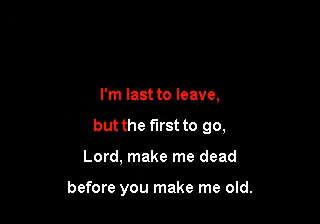 I'm last to leave,
but the first to go,
Lord, make me dead
before you make me old.